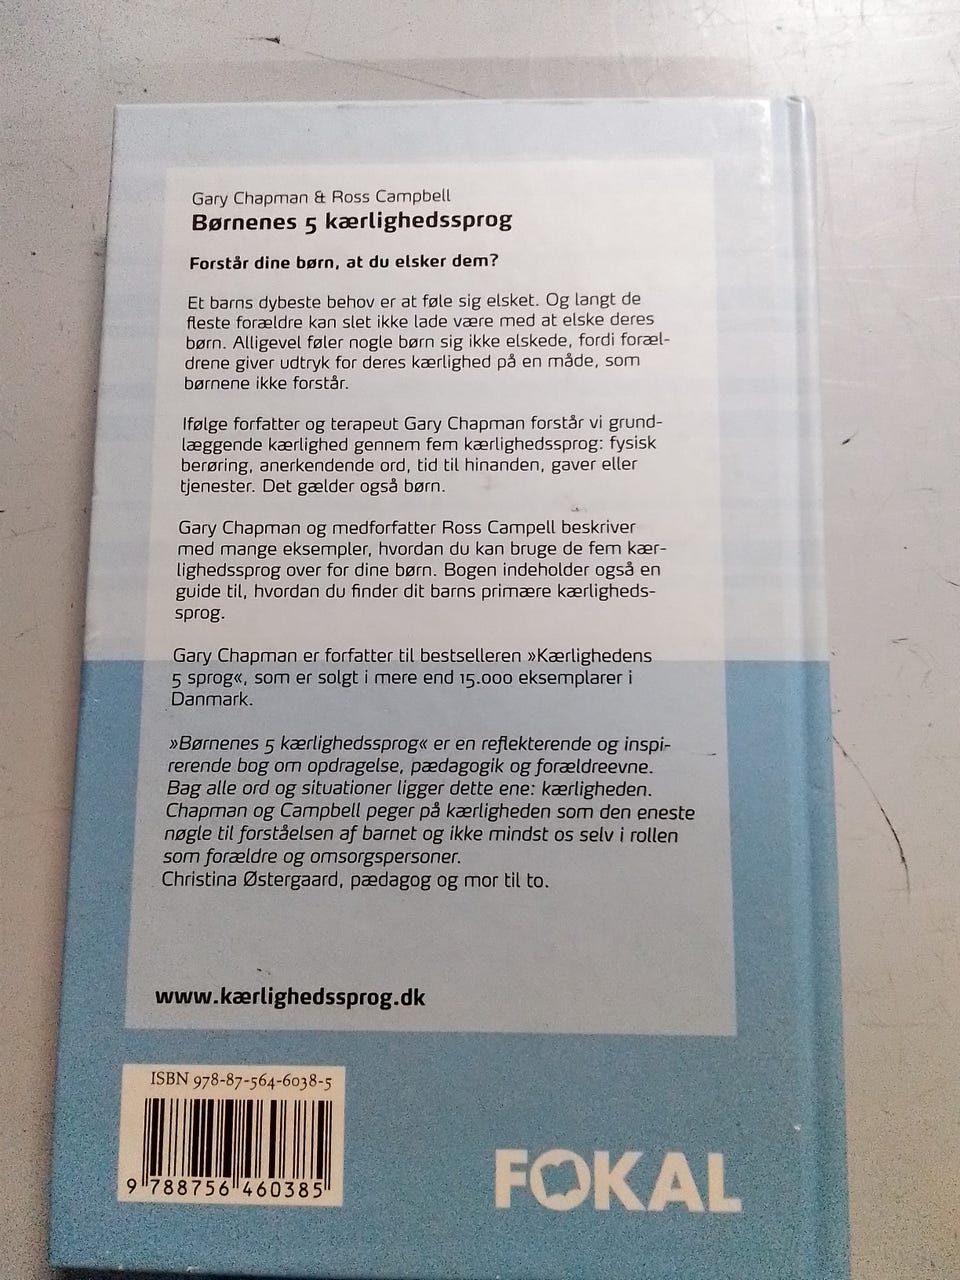 Gary Chapman & Ross Campbell
Børnenes 5 kærlighedssprog
Forstår dine børn, at du elsker dem?
Et barns dybeste behov er at føle sig elsket. Og langt de
fleste forældre kan slet ikke lade være med at elske deres
børn. Alligevel føler nogle børn sig ikke elskede, fordi foræl-
drene giver udtryk for deres kærlighed på en måde, som
børnene ikke forstår.
Ifølge forfatter og terapeut Gary Chapman forstår vi grund-
læggende kærlighed gennem fem kærlighedssprog: fysisk
berøring, anerkendende ord, tid til hinanden, gaver eller
tjenester. Det gælder også børn.
Gary Chapman og medforfatter Ross Campell beskriver
med mange eksempler, hvordan du kan bruge de fem kær-
lighedssprog over for dine børn. Bogen indeholder også en
guide til, hvordan du finder dit barns primære kærligheds-
sprog.
Gary Chapman er forfatter til bestselleren »Kærlighedens
5 sprog«, som er solgt i mere end 15.000 eksemplarer i
Danmark.
»Børnenes 5 kærlighedssprog« er en reflekterende og inspi-
rerende bog om opdragelse, pædagogik og forældreevne.
Bag alle ord og situationer ligger dette ene: kærligheden.
Chapman og Campbell peger på kærligheden som den eneste
nøgle til forståelsen af barnet og ikke mindst os selv i rollen
som forældre og omsorgspersoner.
Christina Østergaard, pædagog og mor til to.
www.kærlighedssprog.dk
ISBN 978-87-564-6038-5
9 788756 460385
FOKAL